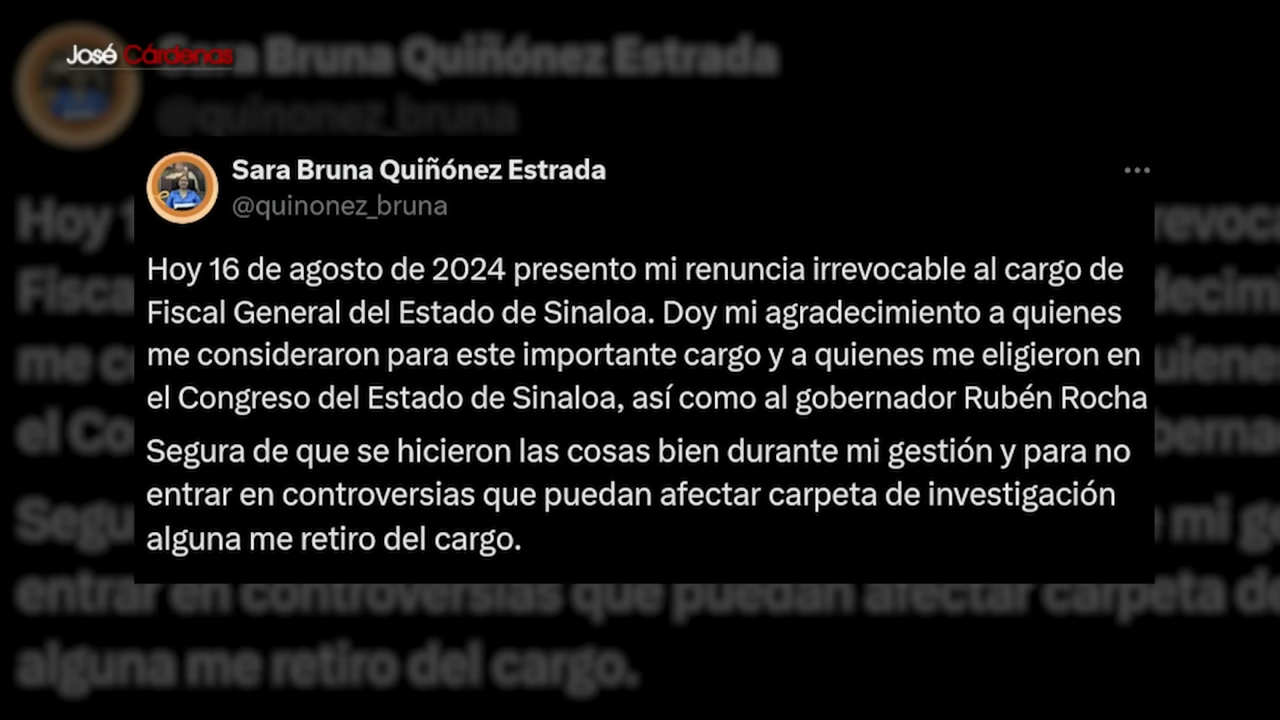 José Cárdenas
Sara Bruna Quiñónez Estrada
@quinonez_bruna
Hoy 16 de agosto de 2024 presento mi renuncia irrevocable al cargo de
Fiscal General del Estado de Sinaloa. Doy mi agradecimiento a quienes
me consideraron para este importante cargo y a quienes me eligieron en
el Congreso del Estado de Sinaloa, así como al gobernador Rubén Rocha
Segura de que se hicieron las cosas bien durante mi gestión y para no
entrar en controversias que puedan afectar carpeta de investigación
alguna me retiro del cargo.